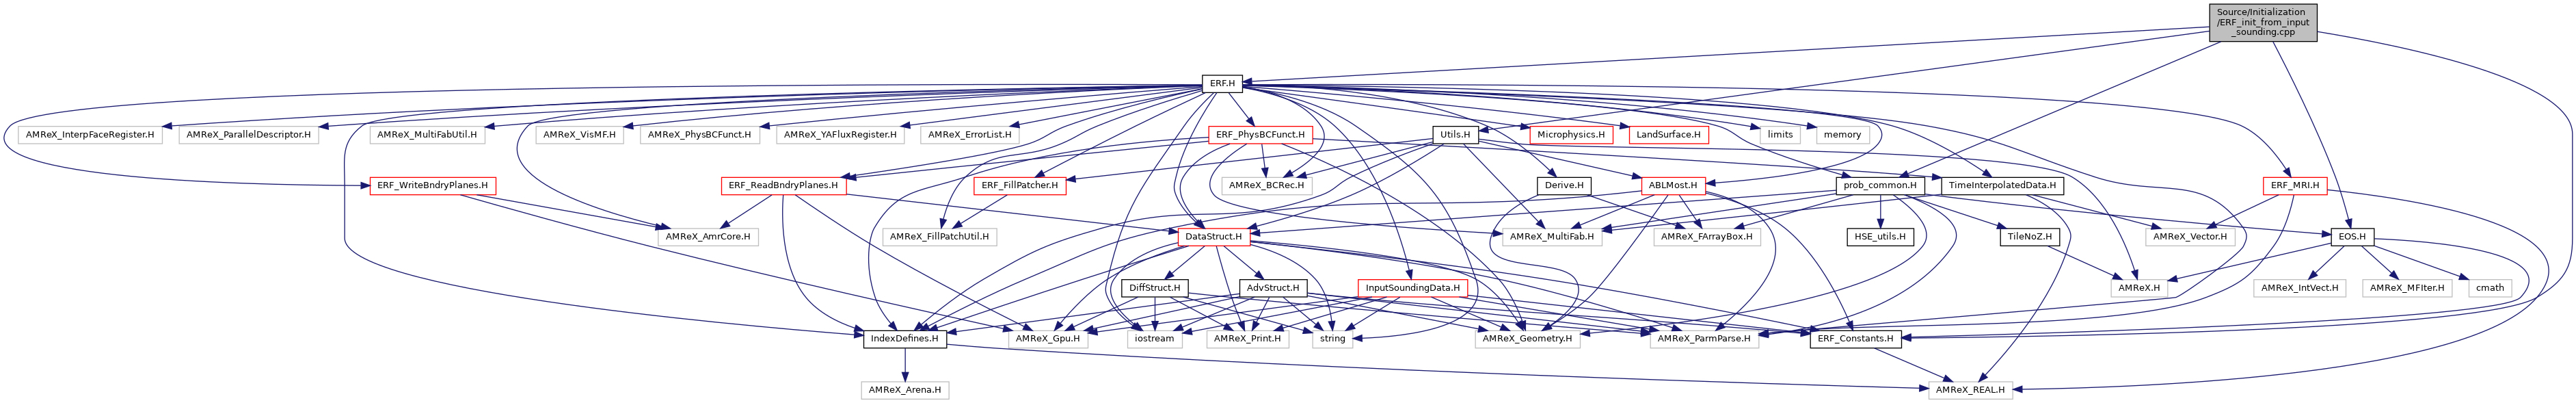 Source/Initialization
/ERF_init_from_input
_sounding.cpp
ERF.H
AMReX_InterpFaceRegister.H
AMReX_ParallelDescriptor.H
AMReX_MultiFabUtil.H
AMReX_VisMF.H
AMReX_PhysBCFunct.H
AMReX_YAFluxRegister.H
AMReX_ErrorList.H
ERF_PhysBCFunct.H
Utils.H
Microphysics.H
LandSurface.H
limits
memory
ERF_WriteBndryPlanes.H
ERF_ReadBndryPlanes.H
ERF_FillPatcher.H
AMReX_BCRec.H
Derive.H
ABLMost.H
prob_common.H
TimeInterpolatedData.H
ERF_MRI.H
AMReX_AmrCore.H
AMReX_FillPatchUtil.H
DataStruct.H
AMReX_MultiFab.H
AMReX_FArrayBox.H
HSE_utils.H
TileNoZ.H
AMReX_Vector.H
EOS.H
DiffStruct.H
AdvStruct.H
InputSoundingData.H
AMReX.H
AMReX_IntVect.H
AMReX_MFIter.H
cmath
IndexDefines.H
AMReX_Gpu.H
iostream
AMReX_Print.H
string
AMReX_Geometry.H
AMReX_ParmParse.H
ERF_Constants.H
AMReX_Arena.H
AMReX_REAL.H